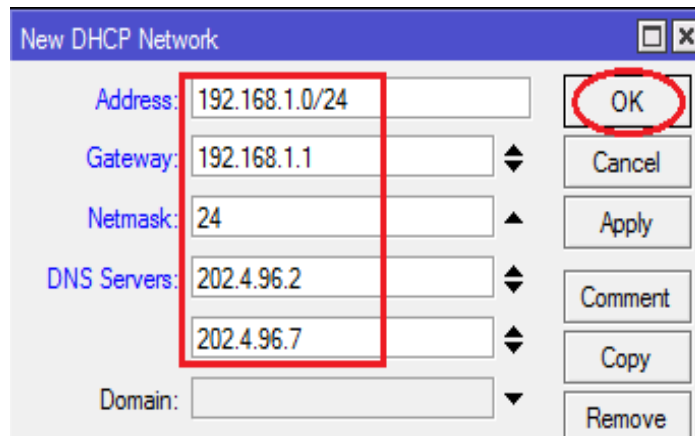 New DHCP Network
Address: 192.168.1.0/24 OK
Gateway: 192.168.1.1 Cancel
Netmask: 24 Apply
DNS Servers: 202.4.96.2 Comment
202.4.96.7 Copy
Domain: Remove